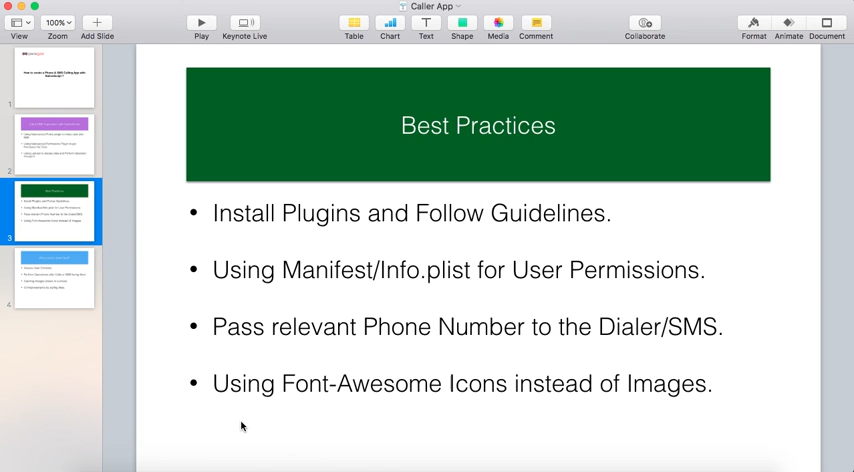 Caller App
100%
View
Zoom
Add Slide
Play
Keynote Live
Table
Chart
Text
Shape
Media
Comment
Collaborate
Format
Animate
Document
1
2
Best Practices
3
4
Best Practices
• Install Plugins and Follow Guidelines.
• Using Manifest/Info.plist for User Permissions.
• Pass relevant Phone Number to the Dialer/SMS.
• Using Font-Awesome Icons instead of Images.